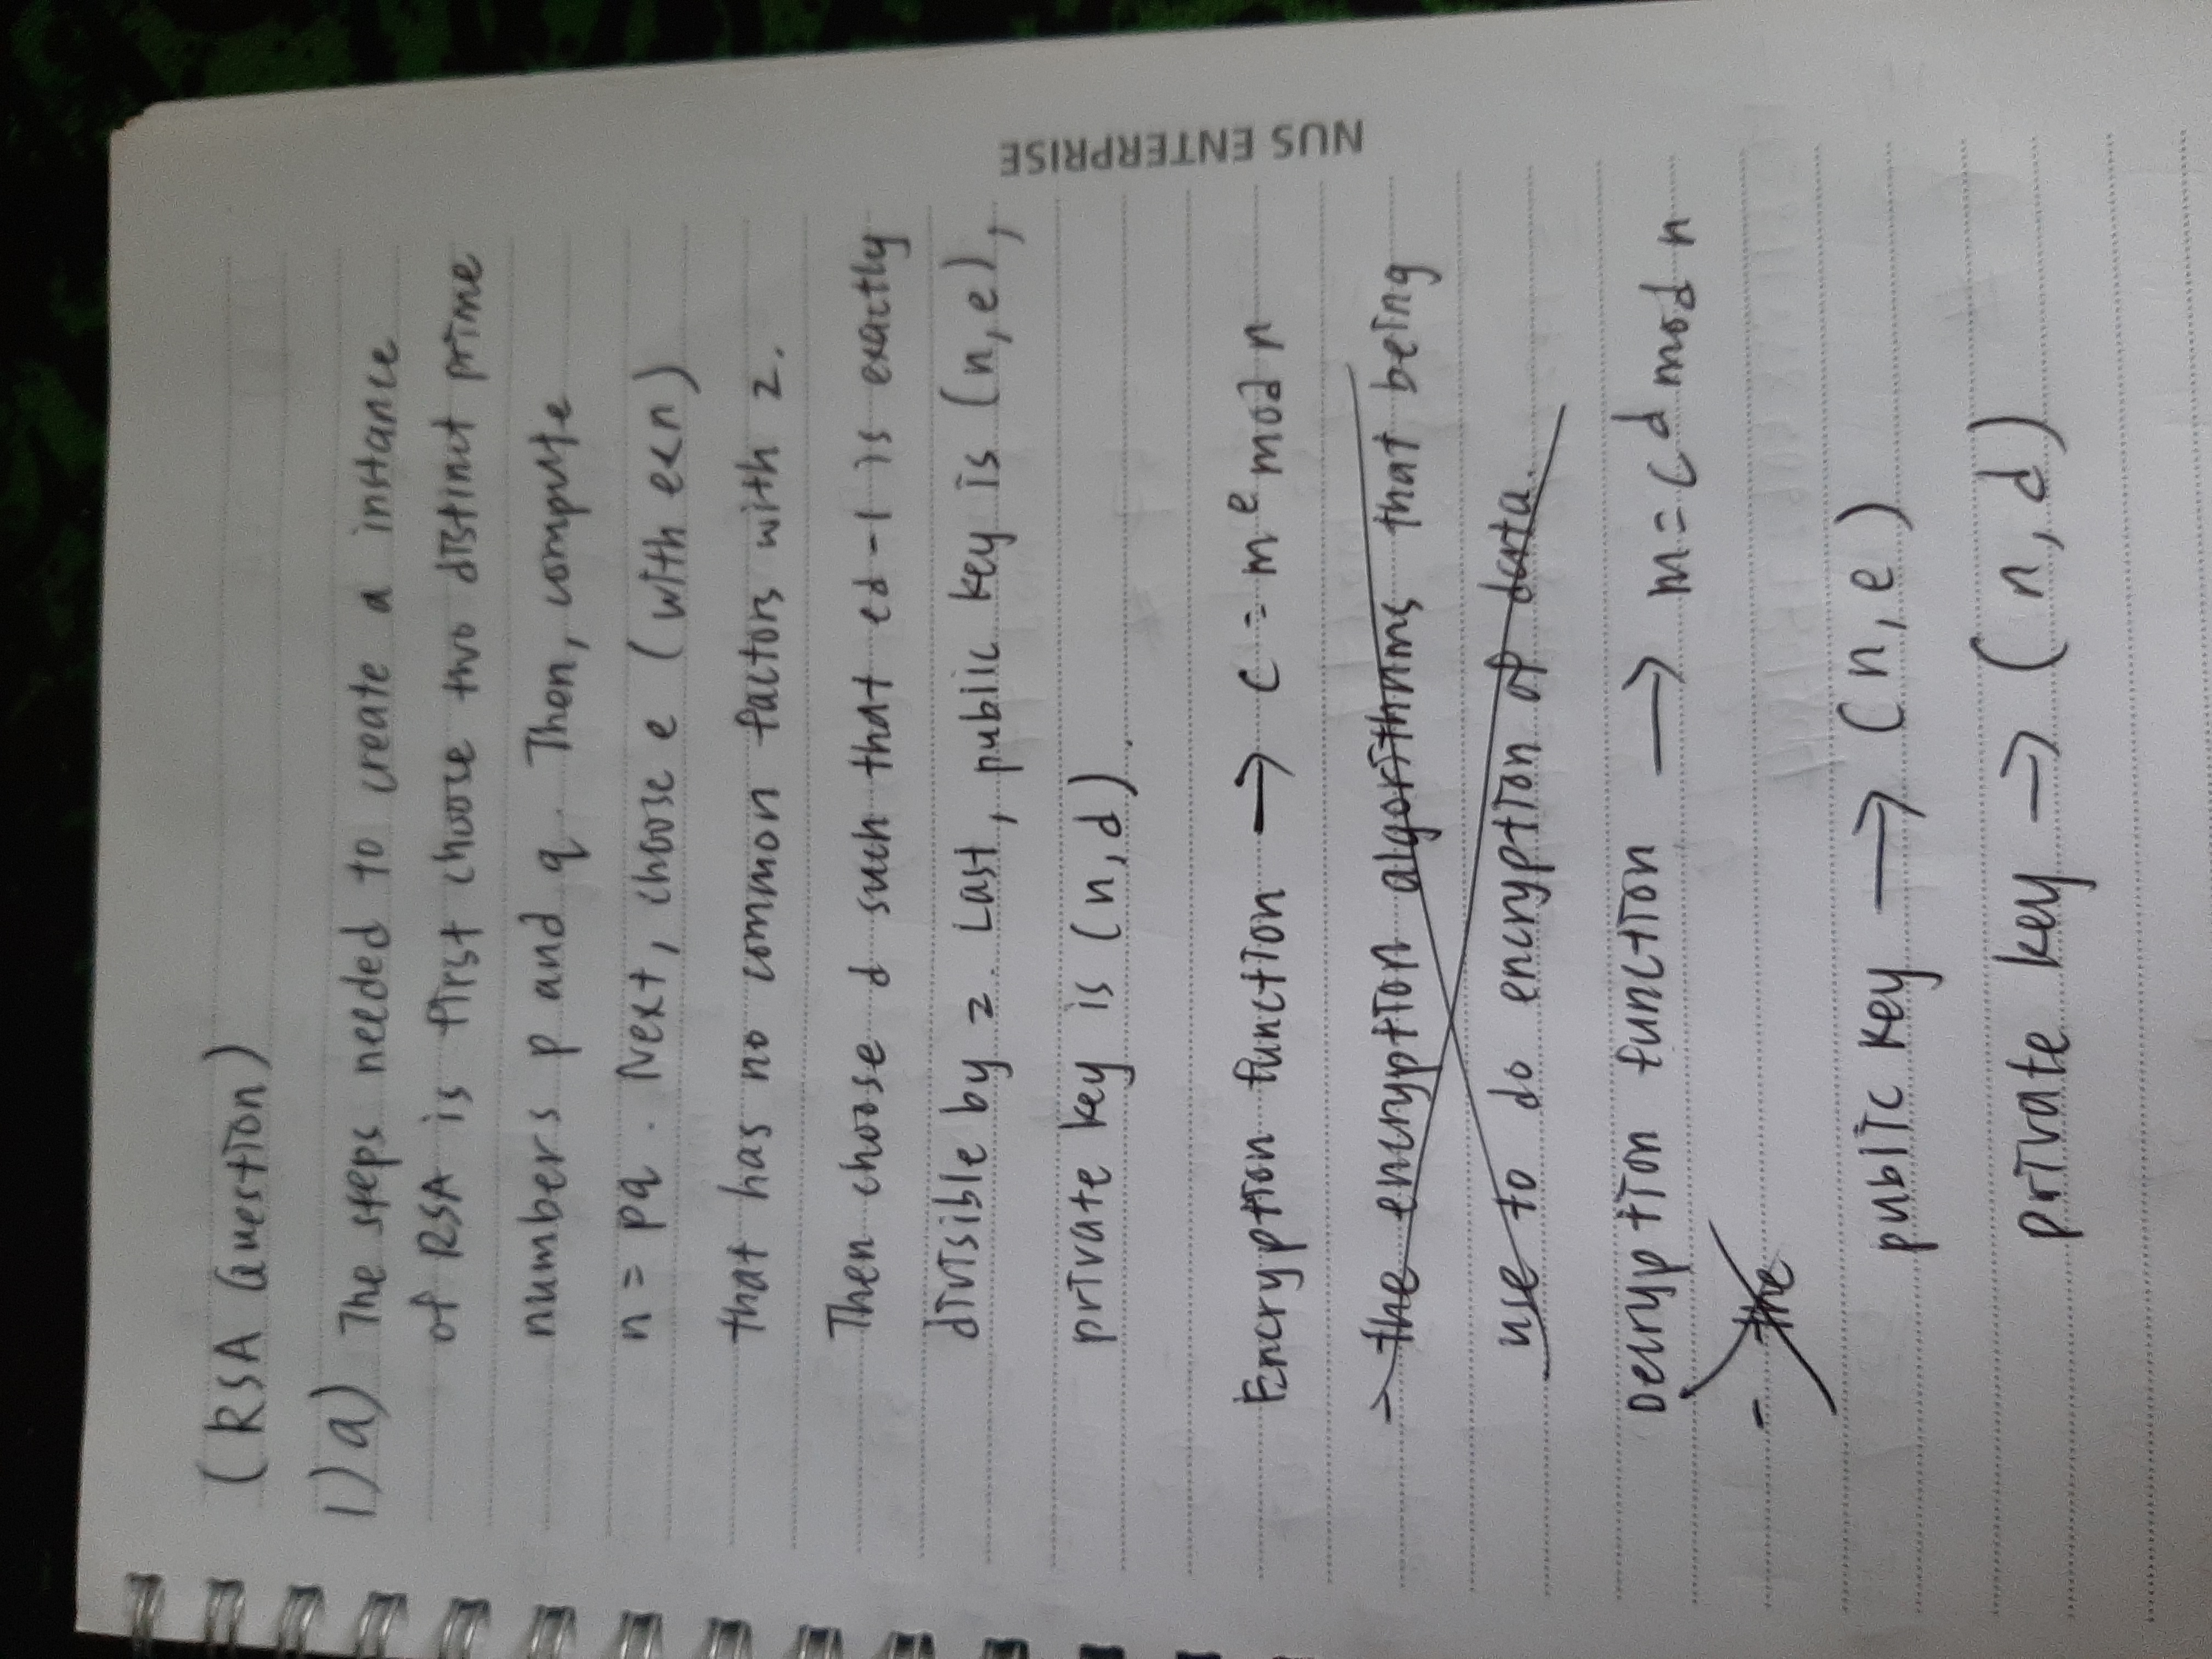 (RSA Question)
1) a) The steps needed to create a instance
of RSA is first choose two distinct prime
numbers p and q. Then, compute
n = pq. Next, choose e (with e<n)
that has no common factors with z.
Then choose d such that ed-1 is exactly
divisible by z. Last, public key is (n,e),
private key is (n,d).
Encryption function → c = m^e mod n
→ the encryption algorithms that being
use to do encryption of data.
Decryption function → m = c^d mod n
- the
public key → (n,e)
private key → (n,d)
NUS ENTERPRISE